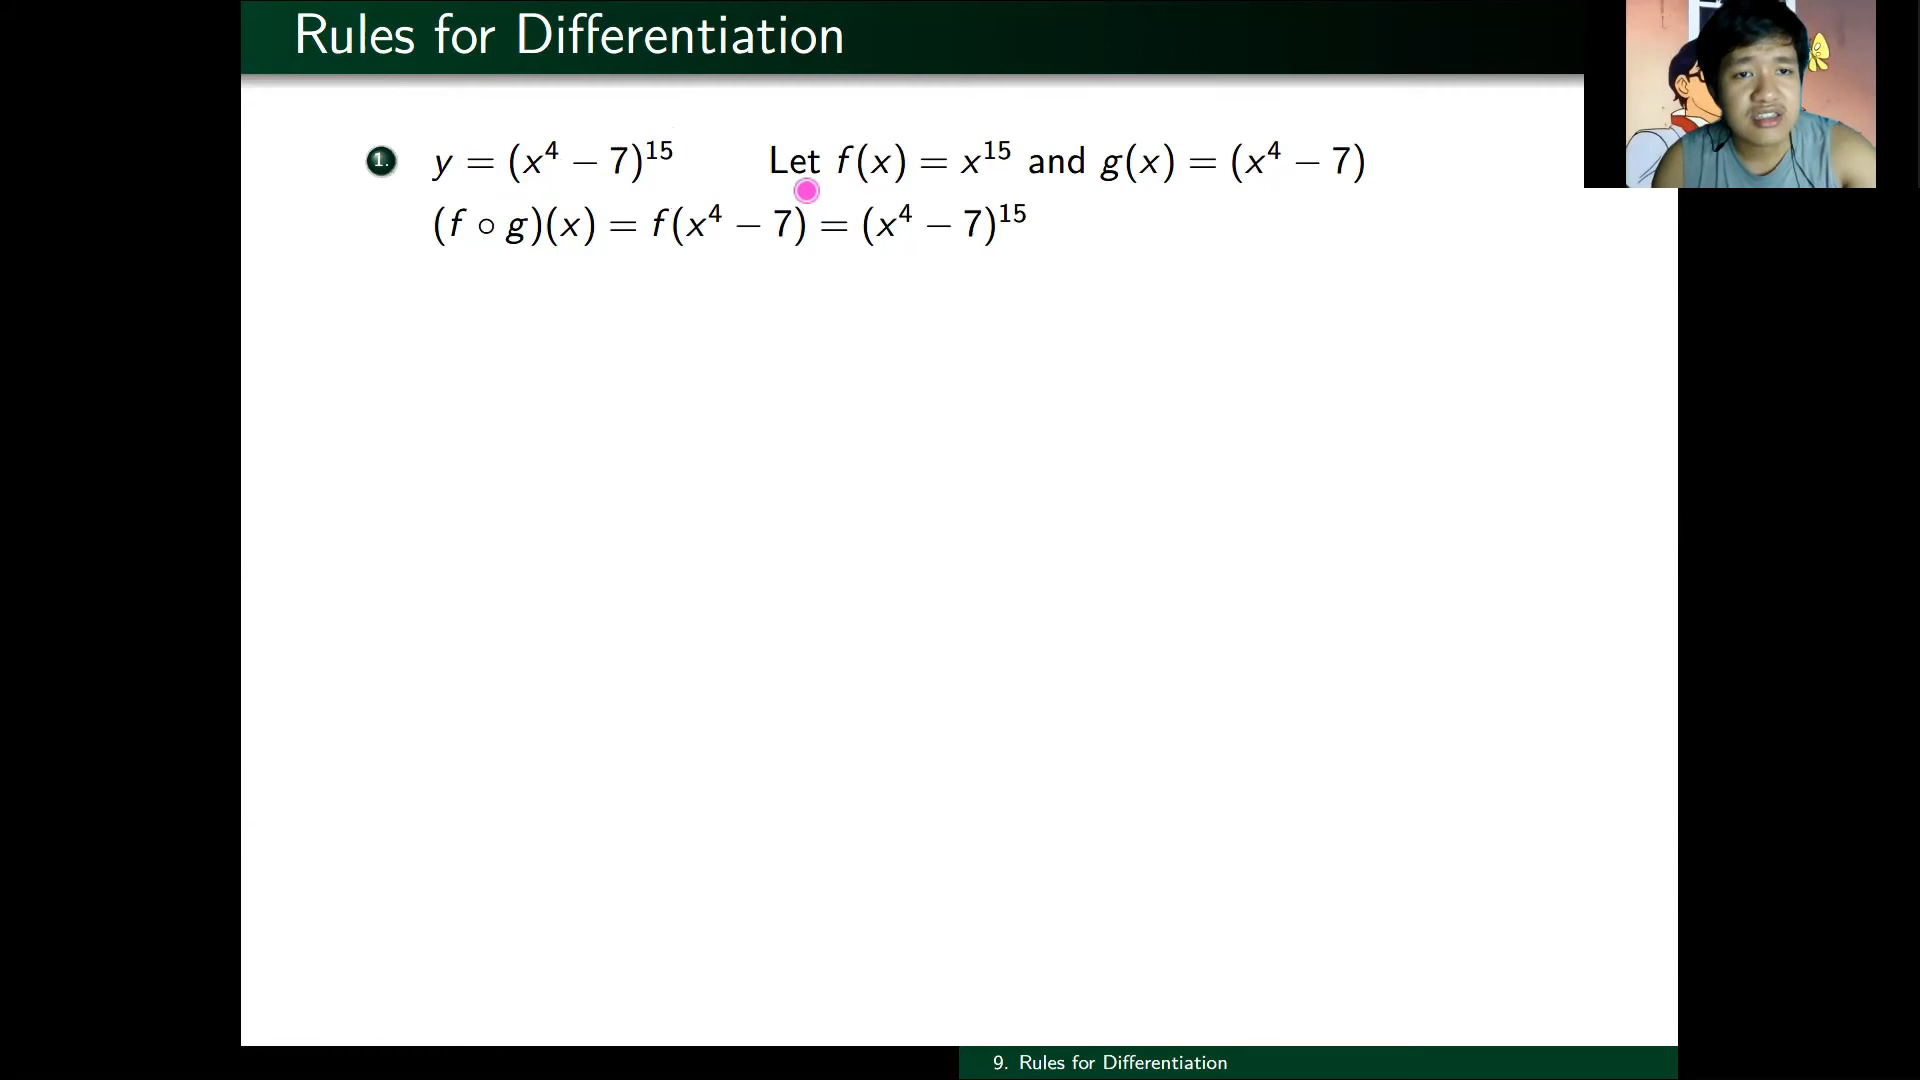 Rules for Differentiation
1. y = (x⁴ − 7)¹⁵ Let f(x) = x¹⁵ and g(x) = (x⁴ − 7)
(f ∘ g)(x) = f(x⁴ − 7) = (x⁴ − 7)¹⁵
9. Rules for Differentiation